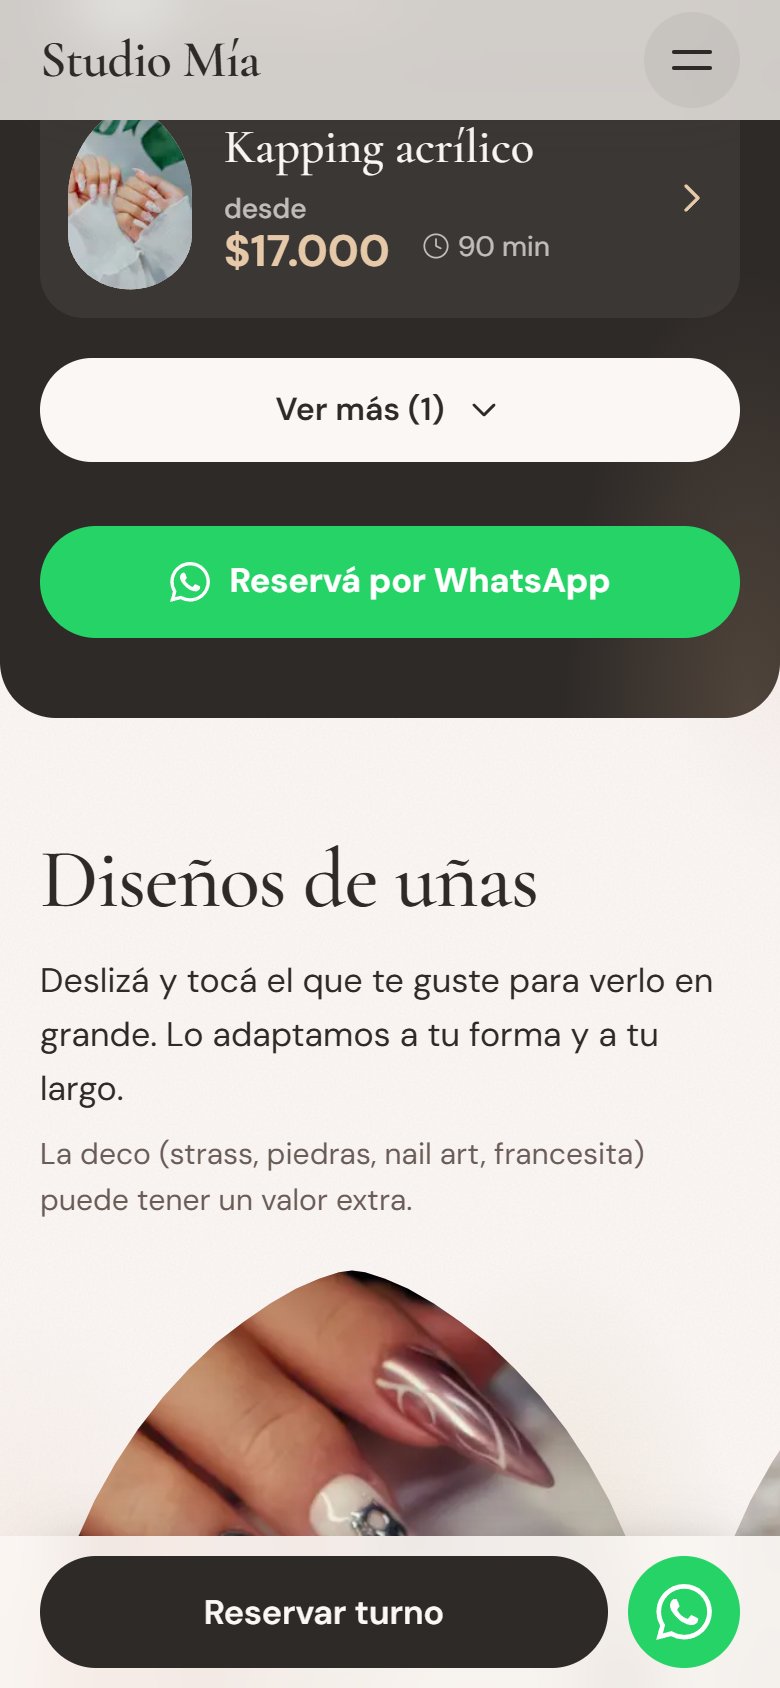 Studio Mía
Kapping acrílico
desde
$17.000 90 min
Ver más (1)
Reservá por WhatsApp
Diseños de uñas
Deslizá y tocá el que te guste para verlo en
grande. Lo adaptamos a tu forma y a tu
largo.
La deco (strass, piedras, nail art, francesita)
puede tener un valor extra.
Reservar turno